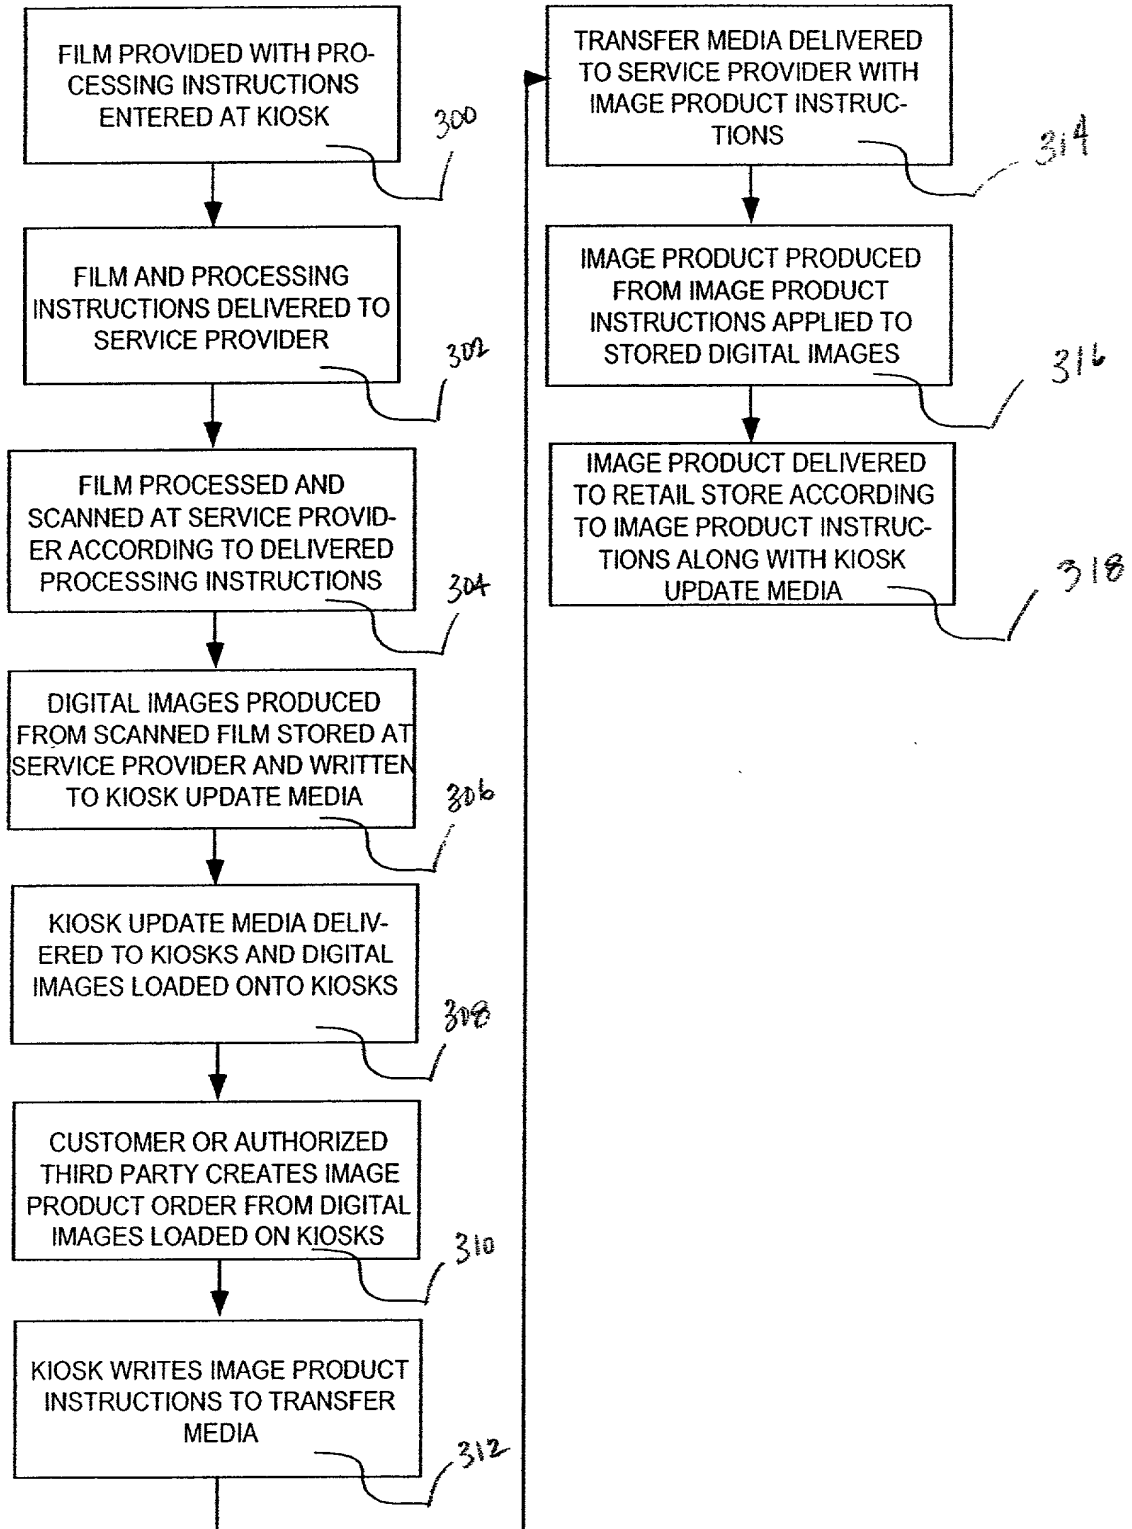 FILM PROVIDED WITH PRO-
CESSING INSTRUCTIONS
ENTERED AT KIOSK
300
FILM AND PROCESSING
INSTRUCTIONS DELIVERED TO
SERVICE PROVIDER
302
FILM PROCESSED AND
SCANNED AT SERVICE PROVID-
ER ACCORDING TO DELIVERED
PROCESSING INSTRUCTIONS
304
DIGITAL IMAGES PRODUCED
FROM SCANNED FILM STORED AT
SERVICE PROVIDER AND WRITTEN
TO KIOSK UPDATE MEDIA
306
KIOSK UPDATE MEDIA DELIV-
ERED TO KIOSKS AND DIGITAL
IMAGES LOADED ONTO KIOSKS
308
CUSTOMER OR AUTHORIZED
THIRD PARTY CREATES IMAGE
PRODUCT ORDER FROM DIGITAL
IMAGES LOADED ON KIOSKS
310
KIOSK WRITES IMAGE PRODUCT
INSTRUCTIONS TO TRANSFER
MEDIA
312
TRANSFER MEDIA DELIVERED
TO SERVICE PROVIDER WITH
IMAGE PRODUCT INSTRUC-
TIONS
314
IMAGE PRODUCT PRODUCED
FROM IMAGE PRODUCT
INSTRUCTIONS APPLIED TO
STORED DIGITAL IMAGES
316
IMAGE PRODUCT DELIVERED
TO RETAIL STORE ACCORDING
TO IMAGE PRODUCT INSTRUC-
TIONS ALONG WITH KIOSK
UPDATE MEDIA
318